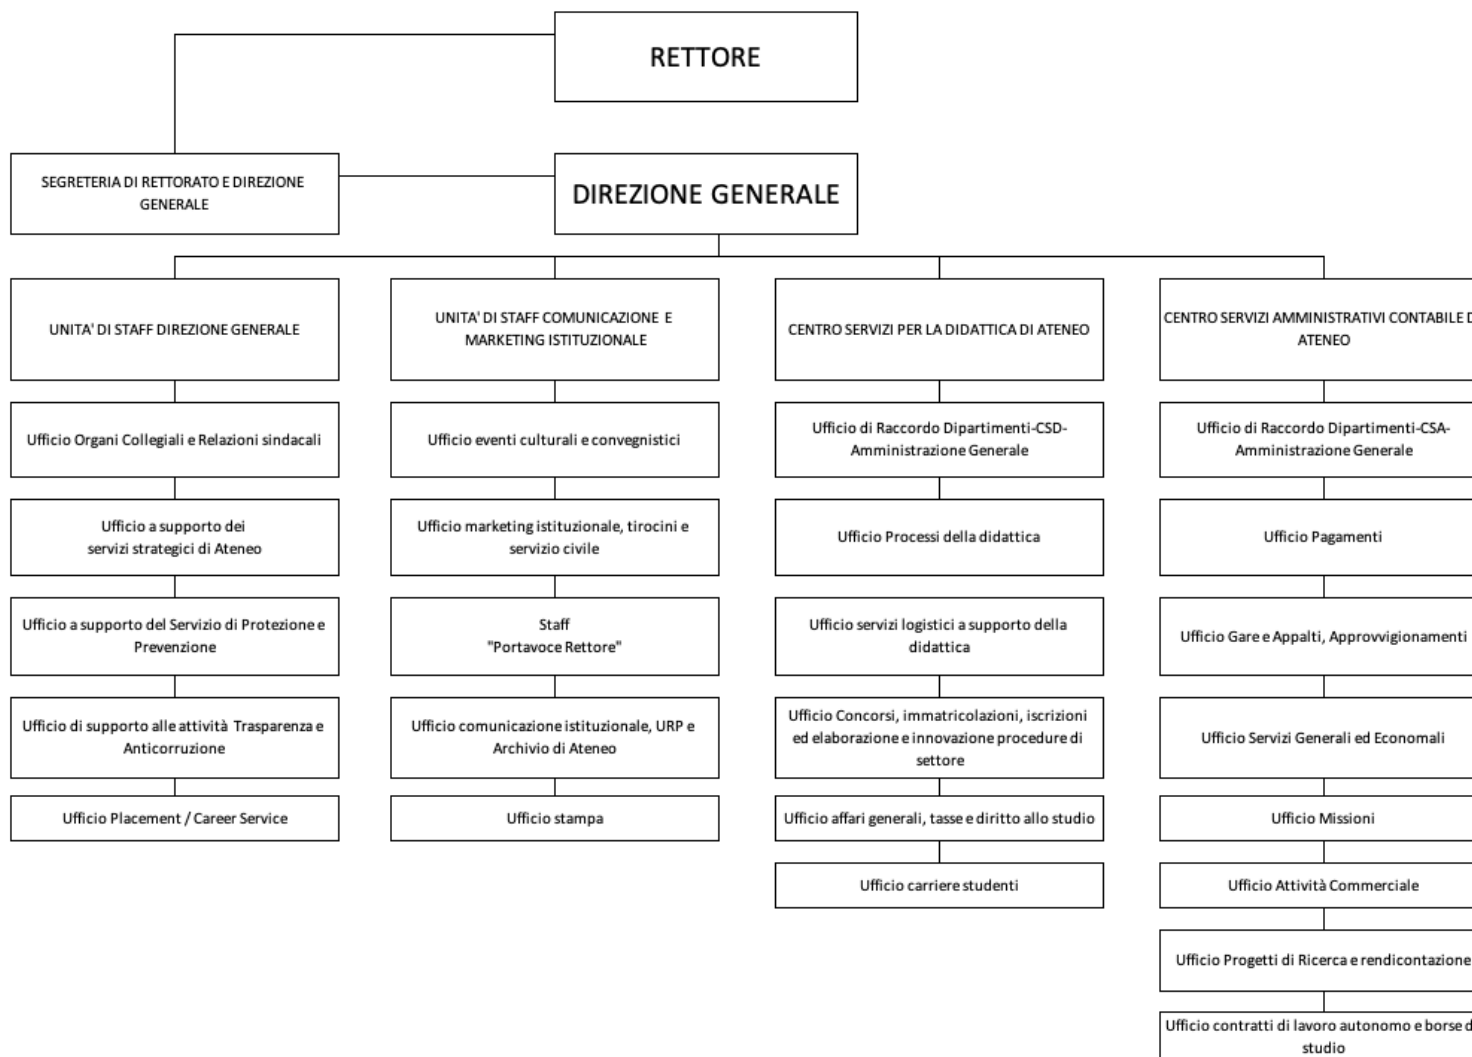 RETTORE
SEGRETERIA DI RETTORATO E DIREZIONE
GENERALE
DIREZIONE GENERALE
UNITA' DI STAFF DIREZIONE GENERALE
Ufficio Organi Collegiali e Relazioni sindacali
Ufficio a supporto dei
servizi strategici di Ateneo
Ufficio a supporto del Servizio di Protezione e
Prevenzione
Ufficio di supporto alle attività Trasparenza e
Anticorruzione
Ufficio Placement / Career Service
UNITA' DI STAFF COMUNICAZIONE E
MARKETING ISTITUZIONALE
Ufficio eventi culturali e convegnistici
Ufficio marketing istituzionale, tirocini e
servizio civile
Staff
"Portavoce Rettore"
Ufficio comunicazione istituzionale, URP e
Archivio di Ateneo
Ufficio stampa
CENTRO SERVIZI PER LA DIDATTICA DI ATENEO
Ufficio di Raccordo Dipartimenti-CSD-
Amministrazione Generale
Ufficio Processi della didattica
Ufficio servizi logistici a supporto della
didattica
Ufficio Concorsi, immatricolazioni, iscrizioni
ed elaborazione e innovazione procedure di
settore
Ufficio affari generali, tasse e diritto allo studio
Ufficio carriere studenti
CENTRO SERVIZI AMMINISTRATIVI CONTABILE
ATENEO
Ufficio di Raccordo Dipartimenti-CSA-
Amministrazione Generale
Ufficio Pagamenti
Ufficio Gare e Appalti, Approvvigionamenti
Ufficio Servizi Generali ed Economali
Ufficio Missioni
Ufficio Attività Commerciale
Ufficio Progetti di Ricerca e rendicontazione
Ufficio contratti di lavoro autonomo e borse
studio